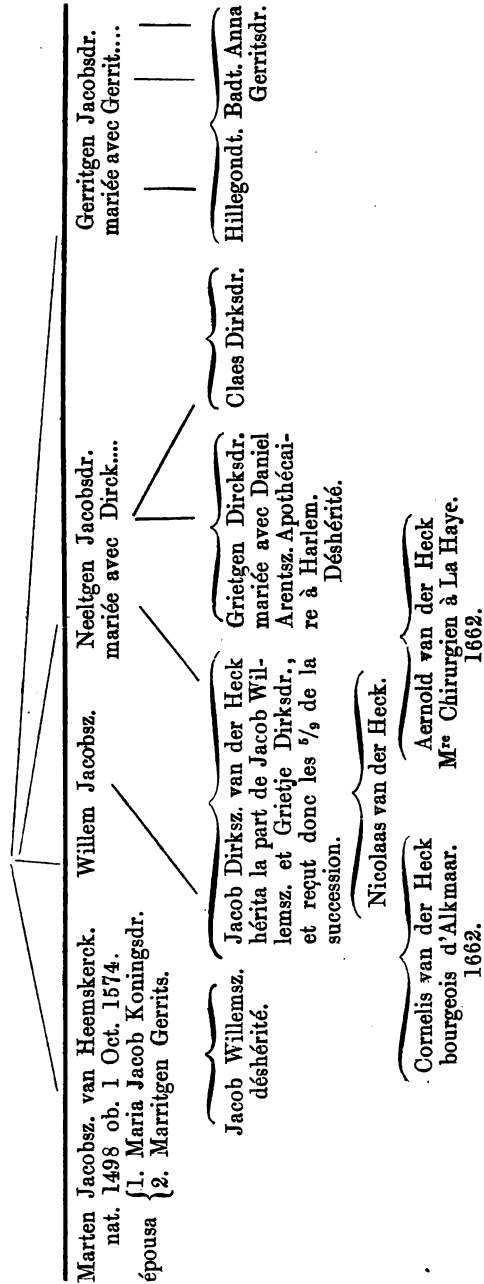 Marten Jacobsz. van Heemskerck.
nat. 1498 ob. 1 Oct. 1574.
épousa {1. Maria Jacob Koningsdr.
{2. Marritgen Gerrits.
Willem Jacobsz.
Neeltgen Jacobsdr.
mariée avec Dirck....
Gerritgen Jacobsdr.
mariée avec Gerrit....
Jacob Willemsz.
déshérité.
Jacob Dirksz. van der Heck
hérita la part de Jacob Wil-
lemsz. et Grietje Dirksdr.,
et reçut donc les 5/9 de la
succession.
Grietgen Dircksdr.
mariée avec Daniel
Arentsz. Apothécai-
re à Harlem.
Déshérité.
Claes Dirksdr.
Hillegondt. Badt. Anna
Gerritsdr.
Nicolaas van der Heck.
Cornelis van der Heck
bourgeois d'Alkmaar.
1662.
Aernold van der Heck
Mre Chirurgien à La Haye.
1662.